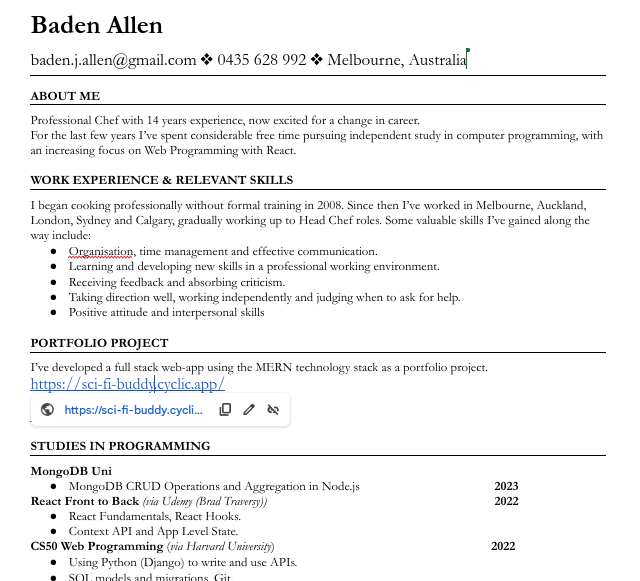 Baden Allen
baden.j.allen@gmail.com ❖ 0435 628 992 ❖ Melbourne, Australia
ABOUT ME
Professional Chef with 14 years experience, now excited for a change in career.
For the last few years I’ve spent considerable free time pursuing independent study in computer programming, with
an increasing focus on Web Programming with React.
WORK EXPERIENCE & RELEVANT SKILLS
I began cooking professionally without formal training in 2008. Since then I’ve worked in Melbourne, Auckland,
London, Sydney and Calgary, gradually working up to Head Chef roles. Some valuable skills I’ve gained along the
way include:
● Organisation, time management and effective communication.
● Learning and developing new skills in a professional working environment.
● Receiving feedback and absorbing criticism.
● Taking direction well, working independently and judging when to ask for help.
● Positive attitude and interpersonal skills
PORTFOLIO PROJECT
I’ve developed a full stack web-app using the MERN technology stack as a portfolio project.
https://sci-fi-buddy.cyclic.app/
https://sci-fi-buddy.cycli...
STUDIES IN PROGRAMMING
MongoDB Uni
● MongoDB CRUD Operations and Aggregation in Node.js 2023
React Front to Back (via Udemy (Brad Traversy)) 2022
● React Fundamentals, React Hooks.
● Context API and App Level State.
CS50 Web Programming (via Harvard University) 2022
● Using Python (Django) to write and use APIs.
● SQL models and migrations, Git